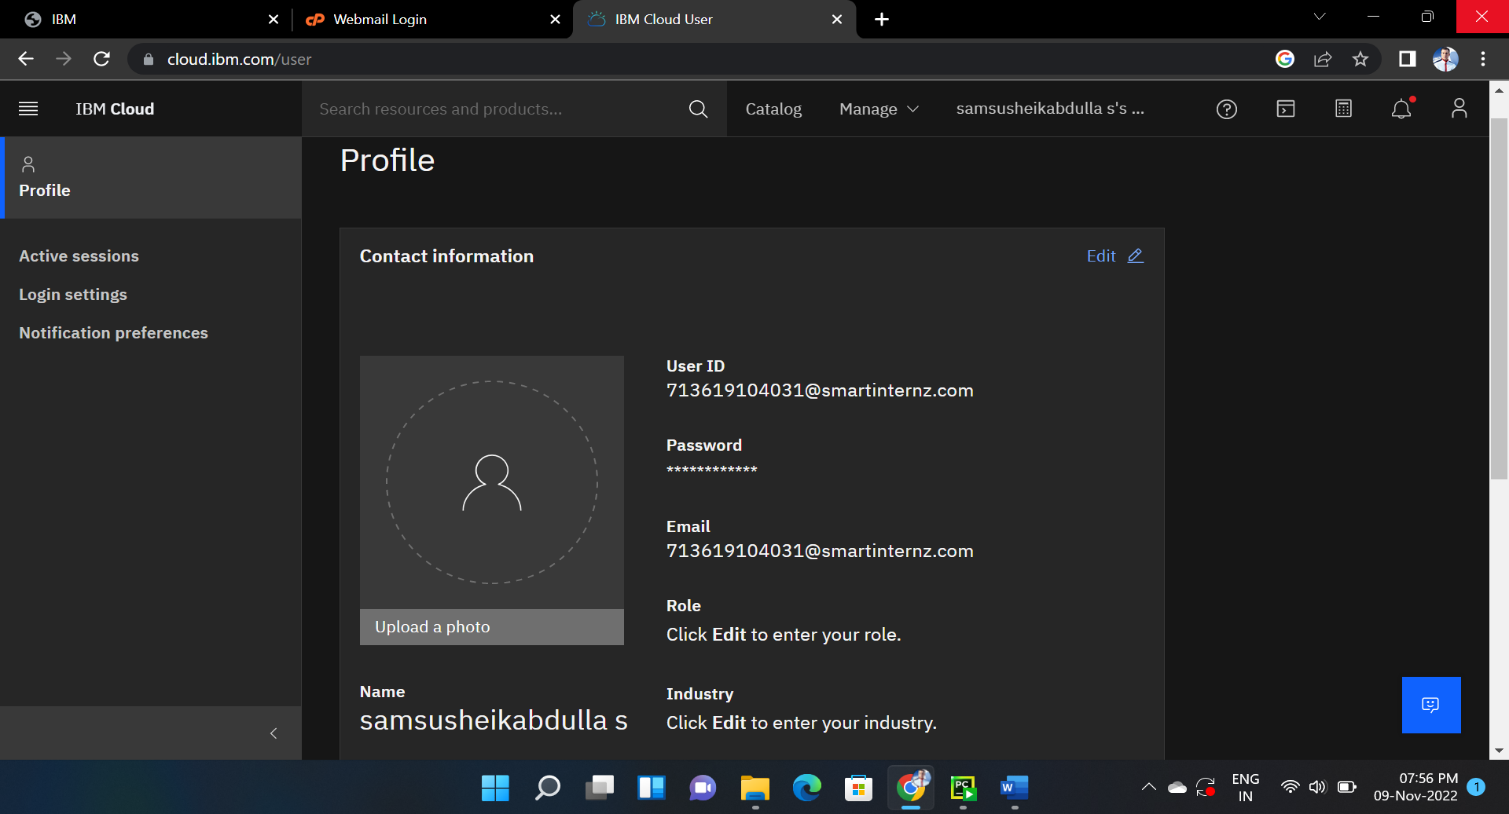 IBM
Webmail Login
IBM Cloud User
cloud.ibm.com/user
IBM Cloud
Search resources and products...
Catalog
Manage
samsusheikabdulla s's ...
Profile
Profile
Active sessions
Login settings
Notification preferences
Contact information
Edit
User ID
713619104031@smartinternz.com
Password
************
Email
713619104031@smartinternz.com
Role
Click Edit to enter your role.
Upload a photo
Name
samsusheikabdulla s
Industry
Click Edit to enter your industry.
ENG
IN
07:56 PM
09-Nov-2022
1